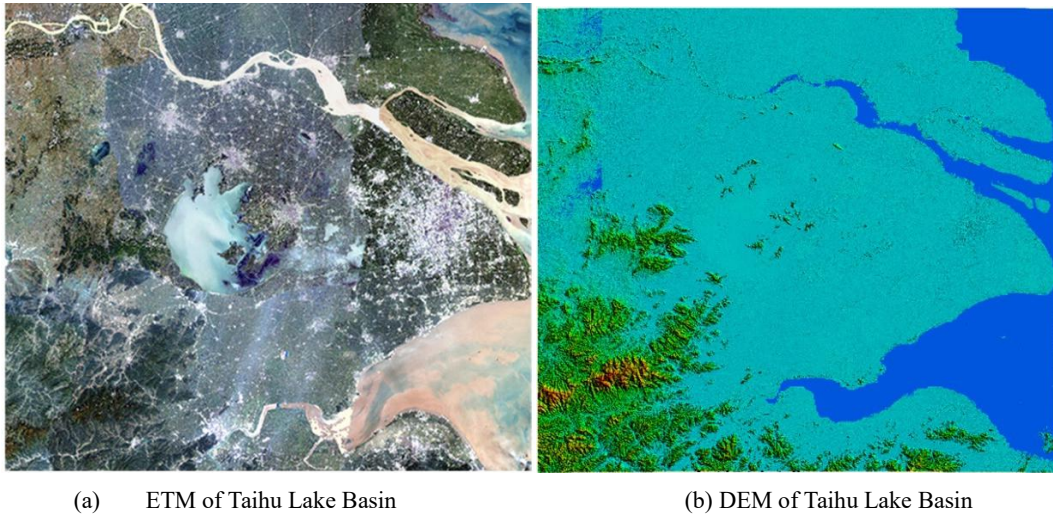 (a) ETM of Taihu Lake Basin
(b) DEM of Taihu Lake Basin